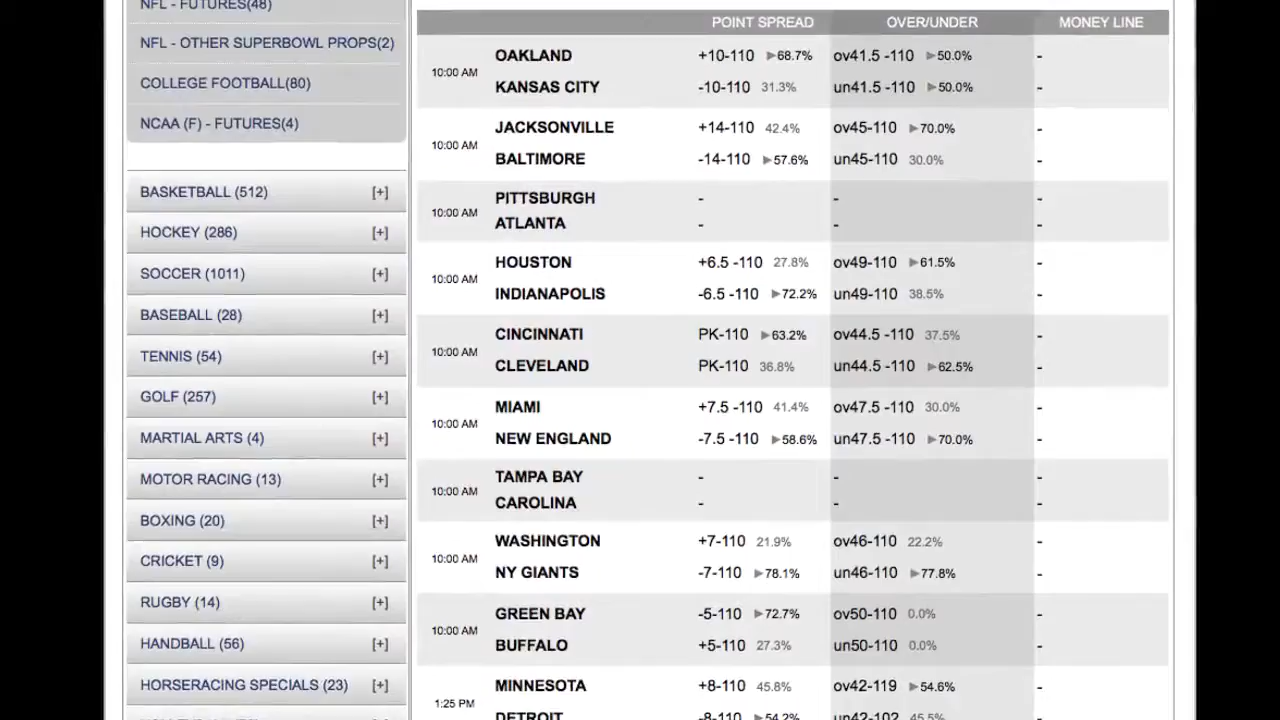 NFL - FUTURES(48)
NFL - OTHER SUPERBOWL PROPS(2)
COLLEGE FOOTBALL(80)
NCAA (F) - FUTURES(4)
BASKETBALL (512) [+]
HOCKEY (286) [+]
SOCCER (1011) [+]
BASEBALL (28) [+]
TENNIS (54) [+]
GOLF (257) [+]
MARTIAL ARTS (4) [+]
MOTOR RACING (13) [+]
BOXING (20) [+]
CRICKET (9) [+]
RUGBY (14) [+]
HANDBALL (56) [+]
HORSERACING SPECIALS (23) [+]
POINT SPREAD OVER/UNDER MONEY LINE
10:00 AM
OAKLAND +10-110 ▶68.7% ov41.5 -110 ▶50.0% -
KANSAS CITY -10-110 31.3% un41.5 -110 ▶50.0% -
10:00 AM
JACKSONVILLE +14-110 42.4% ov45-110 ▶70.0% -
BALTIMORE -14-110 ▶57.6% un45-110 30.0% -
10:00 AM
PITTSBURGH - - -
ATLANTA - - -
10:00 AM
HOUSTON +6.5 -110 27.8% ov49-110 ▶61.5% -
INDIANAPOLIS -6.5 -110 ▶72.2% un49-110 38.5% -
10:00 AM
CINCINNATI PK-110 ▶63.2% ov44.5 -110 37.5% -
CLEVELAND PK-110 36.8% un44.5 -110 ▶62.5% -
10:00 AM
MIAMI +7.5 -110 41.4% ov47.5 -110 30.0% -
NEW ENGLAND -7.5 -110 ▶58.6% un47.5 -110 ▶70.0% -
10:00 AM
TAMPA BAY - - -
CAROLINA - - -
10:00 AM
WASHINGTON +7-110 21.9% ov46-110 22.2% -
NY GIANTS -7-110 ▶78.1% un46-110 ▶77.8% -
10:00 AM
GREEN BAY -5-110 ▶72.7% ov50-110 0.0% -
BUFFALO +5-110 27.3% un50-110 0.0% -
1:25 PM
MINNESOTA +8-110 45.8% ov42-119 ▶54.6% -
DETROIT -8-110 ▶54.2% un42-102 45.5% -